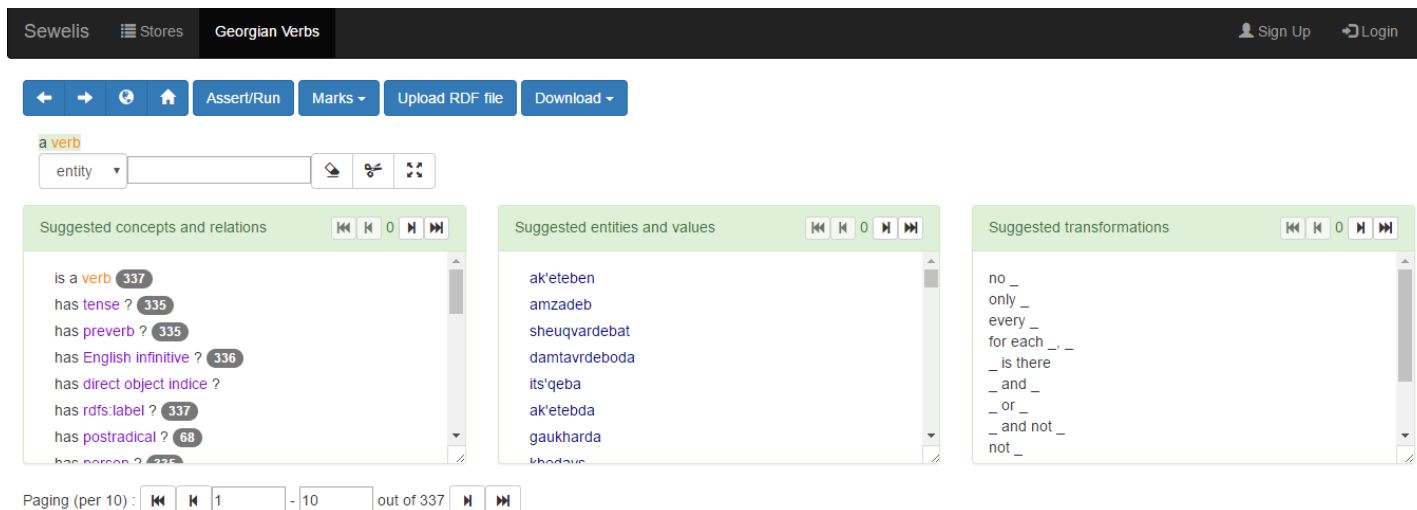 Sewelis Stores Georgian Verbs Sign Up Login
Assert/Run Marks Upload RDF file Download
a verb
entity
Suggested concepts and relations 0
is a verb 337
has tense ? 335
has preverb ? 335
has English infinitive ? 336
has direct object indice ?
has rdfs:label ? 337
has postradical ? 68
has person ? 335
Suggested entities and values 0
ak'eteben
amzadeb
sheuqvardebat
damtavrdeboda
its'qeba
ak'etebda
gaukharda
khedavs
Suggested transformations 0
no _
only _
every _
for each _, _
_ is there
_ and _
_ or _
_ and not _
not _
Paging (per 10) : 1 - 10 out of 337